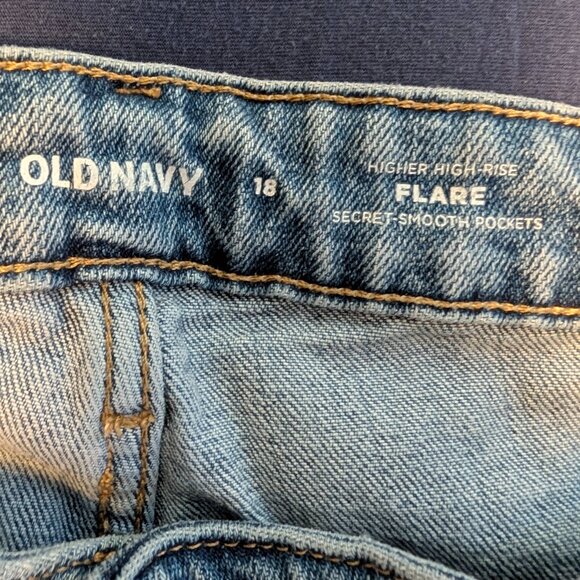 OLD NAVY
18
HIGHER HIGH-RISE
FLARE
SECRET-SMOOTH POCKETS